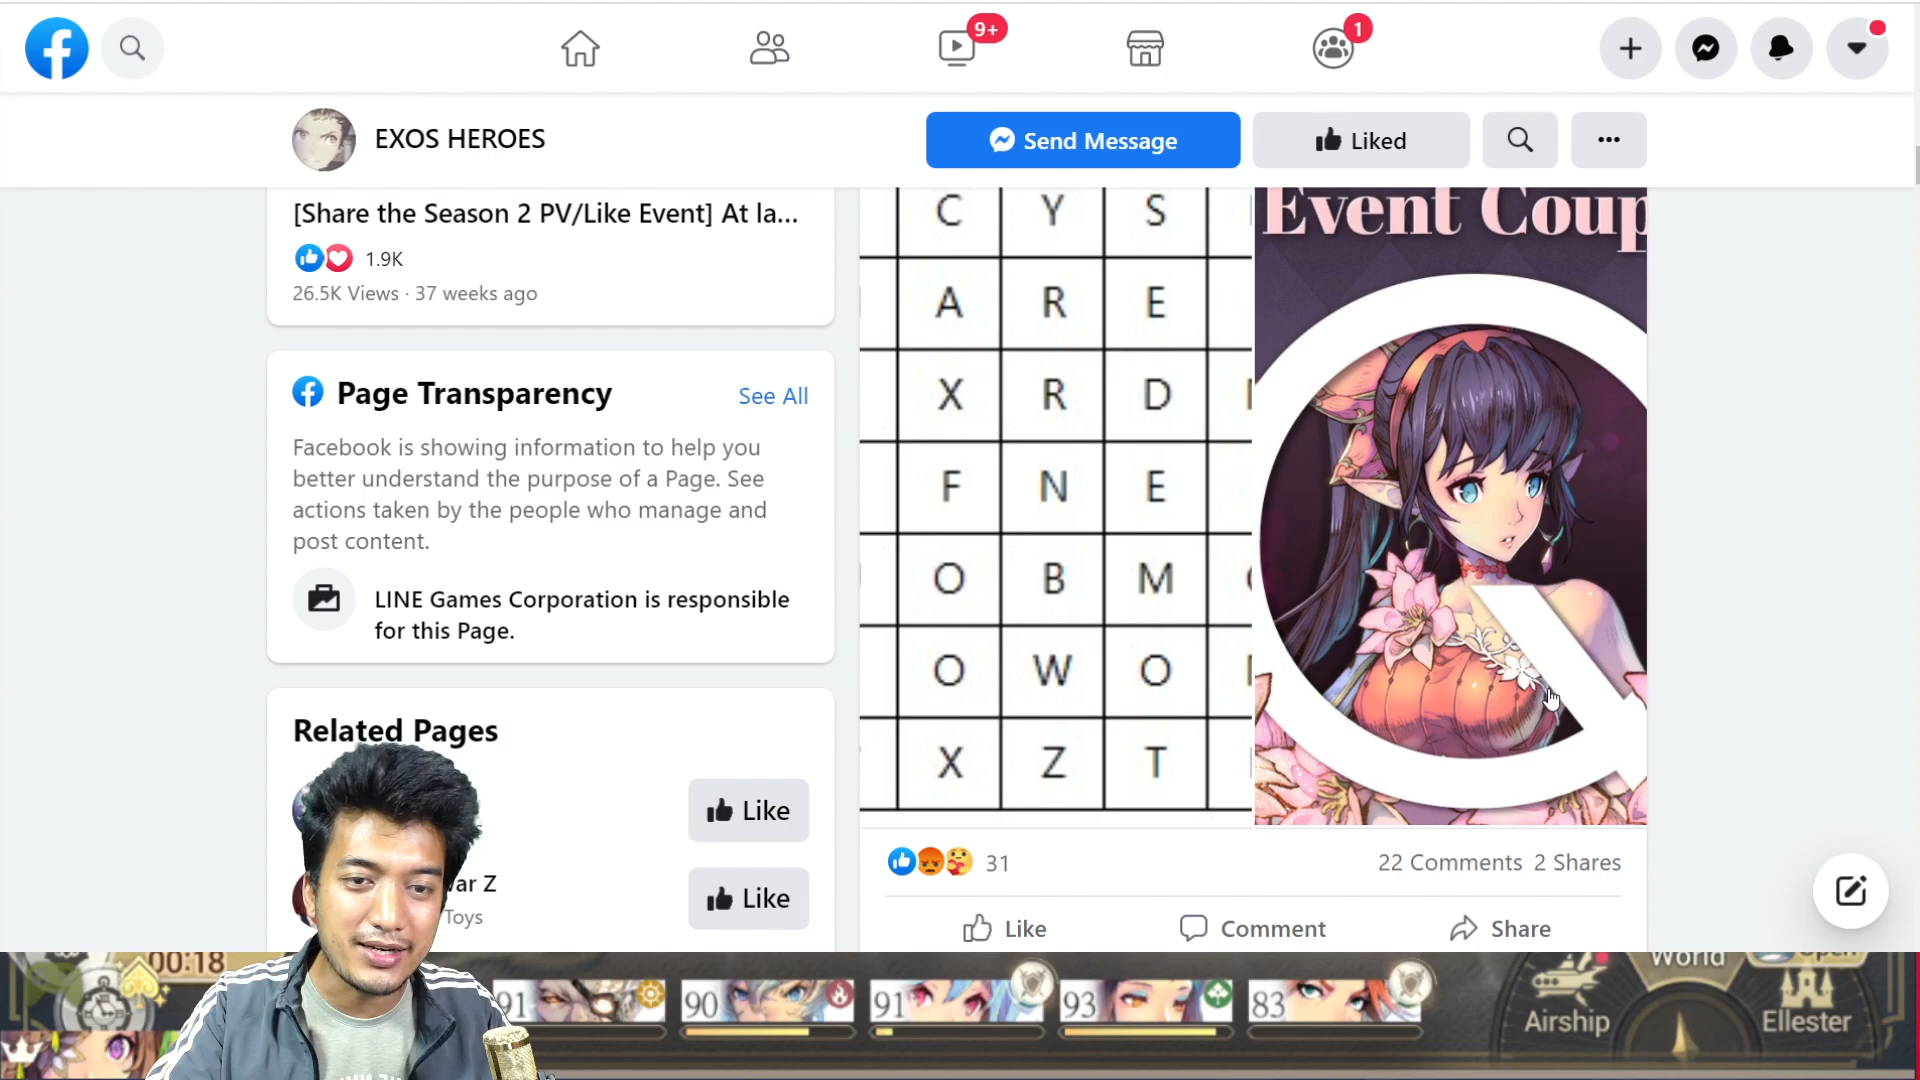 9+
1
EXOS HEROES
Send Message
Liked
[Share the Season 2 PV/Like Event] At la...
1.9K
26.5K Views · 37 weeks ago
Page Transparency
See All
Facebook is showing information to help you
better understand the purpose of a Page. See
actions taken by the people who manage and
post content.
LINE Games Corporation is responsible
for this Page.
Related Pages
Like
Like
Toys
C Y S
A R E
X R D
F N E
O B M
O W O
X Z T
Event Coup
31
22 Comments 2 Shares
Like
Comment
Share
00:18
91
90
91
93
83
World
Airship
Ellester